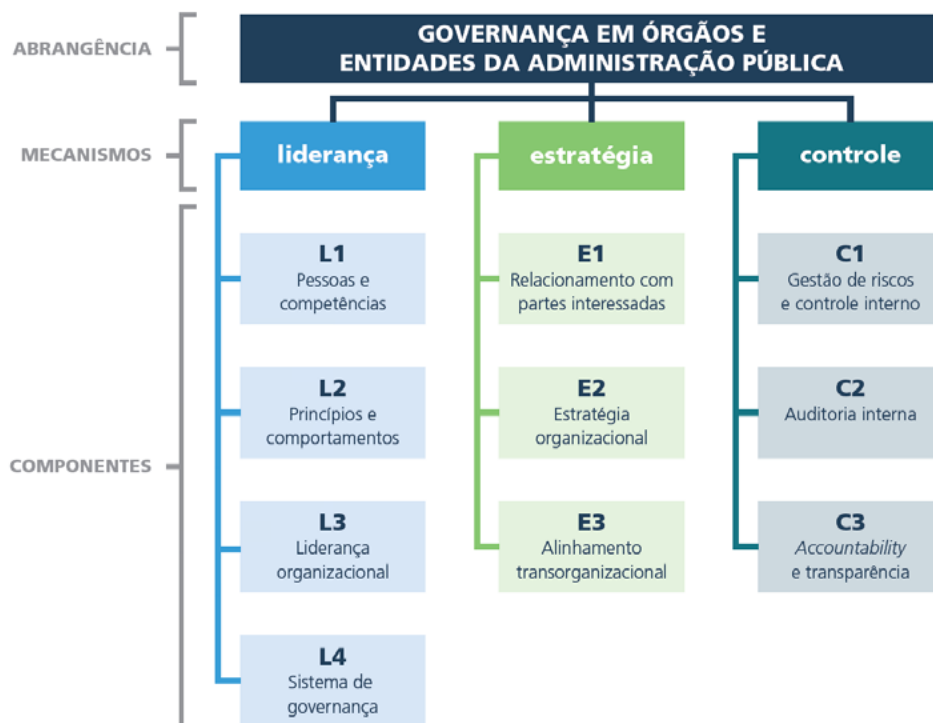 ABRANGÊNCIA
GOVERNANÇA EM ÓRGÃOS E
ENTIDADES DA ADMINISTRAÇÃO PÚBLICA
MECANISMOS
liderança
estratégia
controle
COMPONENTES
L1
Pessoas e
competências
L2
Princípios e
comportamentos
L3
Liderança
organizacional
L4
Sistema de
governança
E1
Relacionamento com
partes interessadas
E2
Estratégia
organizacional
E3
Alinhamento
transorganizacional
C1
Gestão de riscos
e controle interno
C2
Auditoria interna
C3
Accountability
e transparência